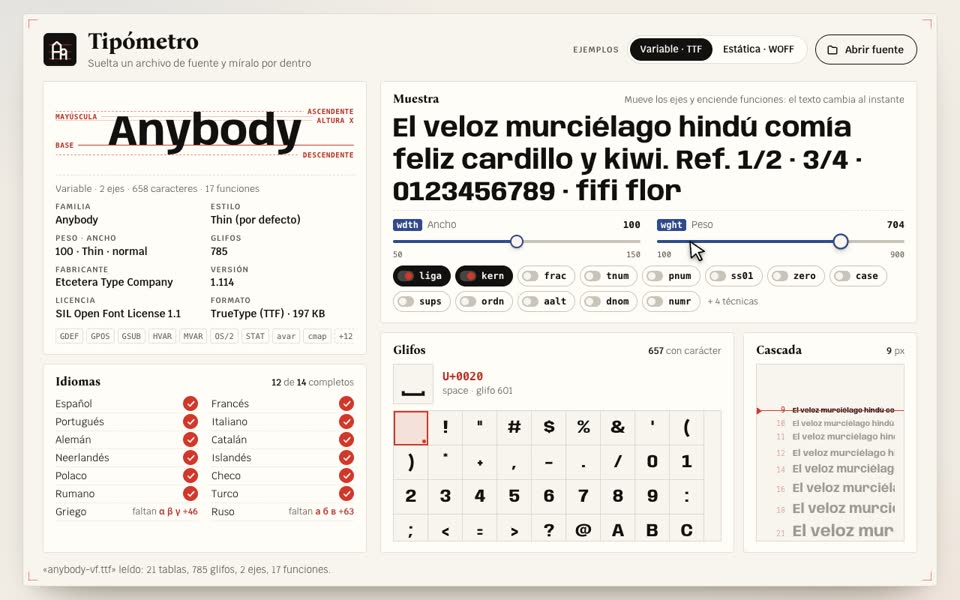 Tipómetro
Suelta un archivo de fuente y míralo por dentro
EJEMPLOS
Variable · TTF
Estática · WOFF
Abrir fuente
MAYÚSCULA
ASCENDENTE
ALTURA X
Anybody
BASE
DESCENDENTE
Variable · 2 ejes · 658 caracteres · 17 funciones
FAMILIA
ESTILO
Anybody
Thin (por defecto)
PESO · ANCHO
GLIFOS
100 · Thin · normal
785
FABRICANTE
VERSIÓN
Etcetera Type Company
1.114
LICENCIA
FORMATO
SIL Open Font License 1.1
TrueType (TTF) · 197 KB
GDEF GPOS GSUB HVAR MVAR OS/2 STAT avar cmap +12
Idiomas
12 de 14 completos
Español
Francés
Portugués
Italiano
Alemán
Catalán
Neerlandés
Islandés
Polaco
Checo
Rumano
Turco
Griego
faltan α β γ +46
Ruso
faltan а б в +63
Muestra
Mueve los ejes y enciende funciones: el texto cambia al instante
El veloz murciélago hindú comía
feliz cardillo y kiwi. Ref. 1/2 · 3/4 ·
0123456789 · fifi flor
wdth Ancho 100
wght Peso 704
50 150
100 900
liga kern frac tnum pnum ss01 zero case
sups ordn aalt dnom numr + 4 técnicas
Glifos
657 con carácter
U+0020
space · glifo 601
! " # $ % & ' (
) * + , - . / 0 1
2 3 4 5 6 7 8 9 :
; < = > ? @ A B C
Cascada
9 px
9 El veloz murciélago hindú co
10 El veloz murciélago hindú
11 El veloz murciélago hin
12 El veloz murciélago h
14 El veloz murciélag
16 El veloz murciéla
18 El veloz murci
21 El veloz mur
«anybody-vf.ttf» leído: 21 tablas, 785 glifos, 2 ejes, 17 funciones.